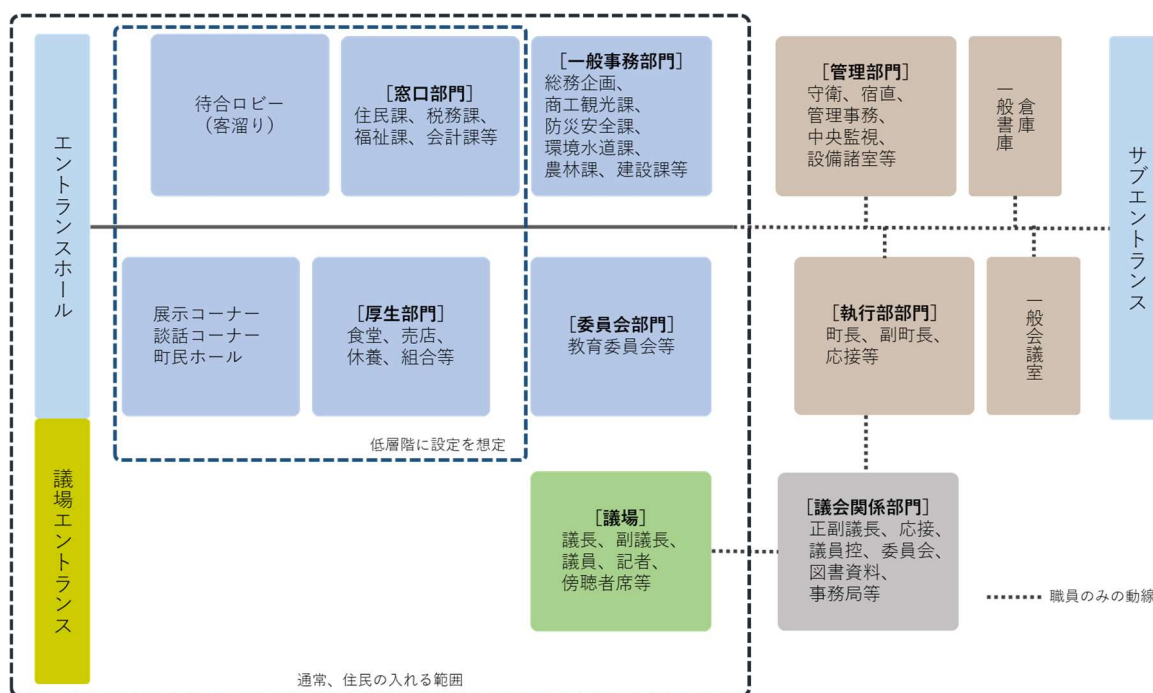 エントランスホール
待合ロビー
（客溜り）
［窓口部門］
住民課、税務課、
福祉課、会計課等
［一般事務部門］
総務企画、
商工観光課、
防災安全課、
環境水道課、
農林課、建設課等
［管理部門］
守衛、宿直、
管理事務、
中央監視、
設備諸室等
倉庫
一般書庫
サブエントランス
展示コーナー
談話コーナー
町民ホール
［厚生部門］
食堂、売店、
休養、組合等
［委員会部門］
教育委員会等
［執行部部門］
町長、副町長、
応接等
一般会議室
低層階に設定を想定
議場エントランス
［議場］
議長、副議長、
議員、記者、
傍聴者席等
［議会関係部門］
正副議長、応接、
議員控、委員会、
図書資料、
事務局等
職員のみの動線
通常、住民の入れる範囲